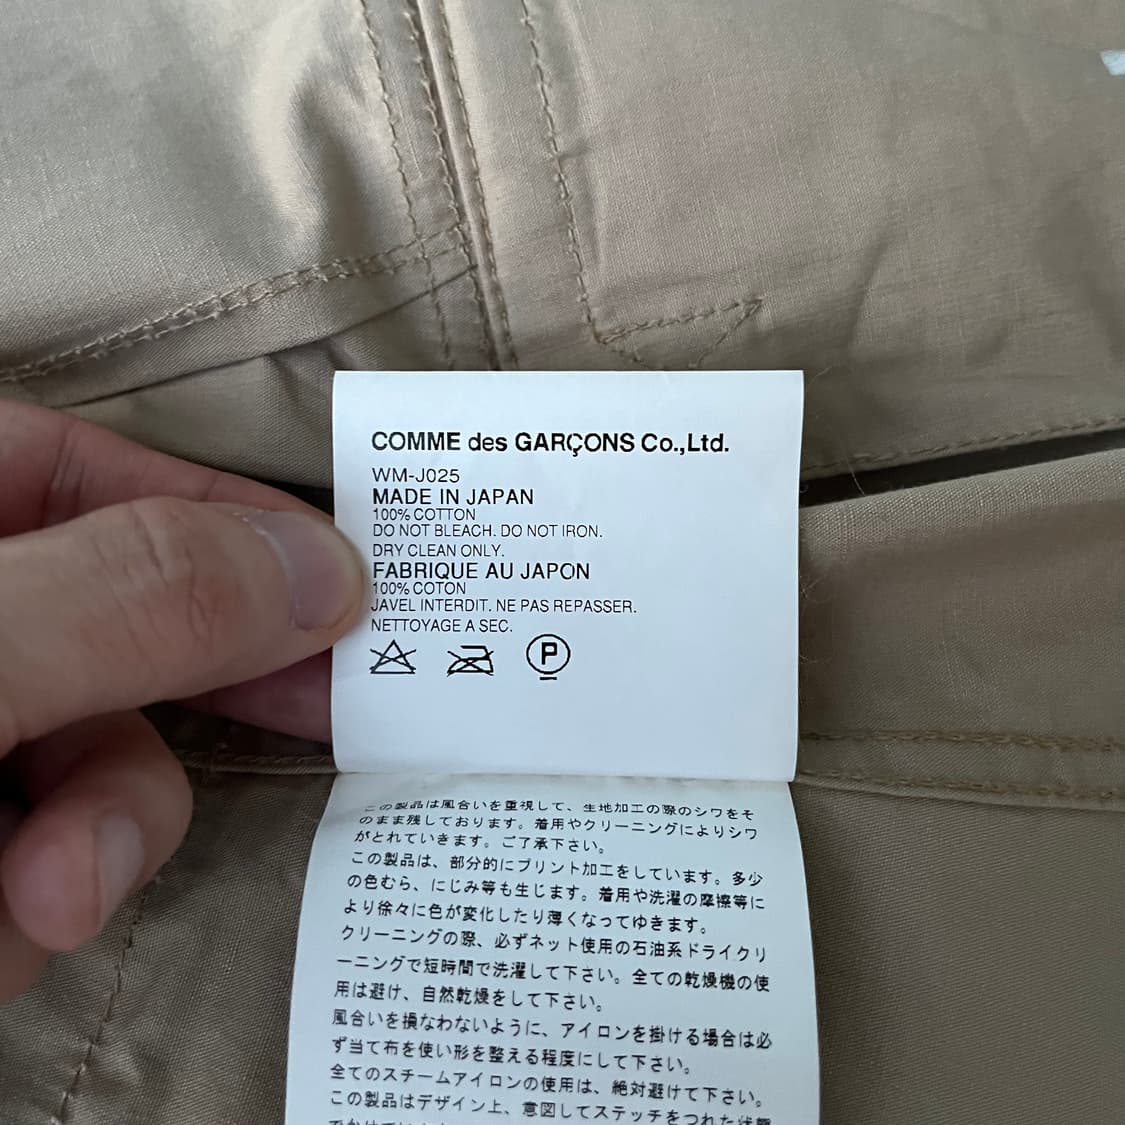 COMME des GARÇONS Co.,Ltd.
WM-J025
MADE IN JAPAN
100% COTTON
DO NOT BLEACH. DO NOT IRON.
DRY CLEAN ONLY.
FABRIQUE AU JAPON
100% COTON
JAVEL INTERDIT. NE PAS REPASSER.
NETTOYAGE A SEC.
P
この製品は風合いを重視して、生地加工の際のシワをそ
のまま残しております。着用やクリーニングによりシワ
がとれていきます。ご了承下さい。
この製品は、部分的にプリント加工をしています。多少
の色むら、にじみ等も生じます。着用や洗濯の摩擦等に
より徐々に色が変化したり薄くなってゆきます。
クリーニングの際、必ずネット使用の石油系ドライクリ
ーニングで短時間で洗濯して下さい。全ての乾燥機の使
用は避け、自然乾燥をして下さい。
風合いを損なわないように、アイロンを掛ける場合は必
ず当て布を使い形を整える程度にして下さい。
全てのスチームアイロンの使用は、絶対避けて下さい。
この製品はデザイン上、意図してステッチをつれた状態